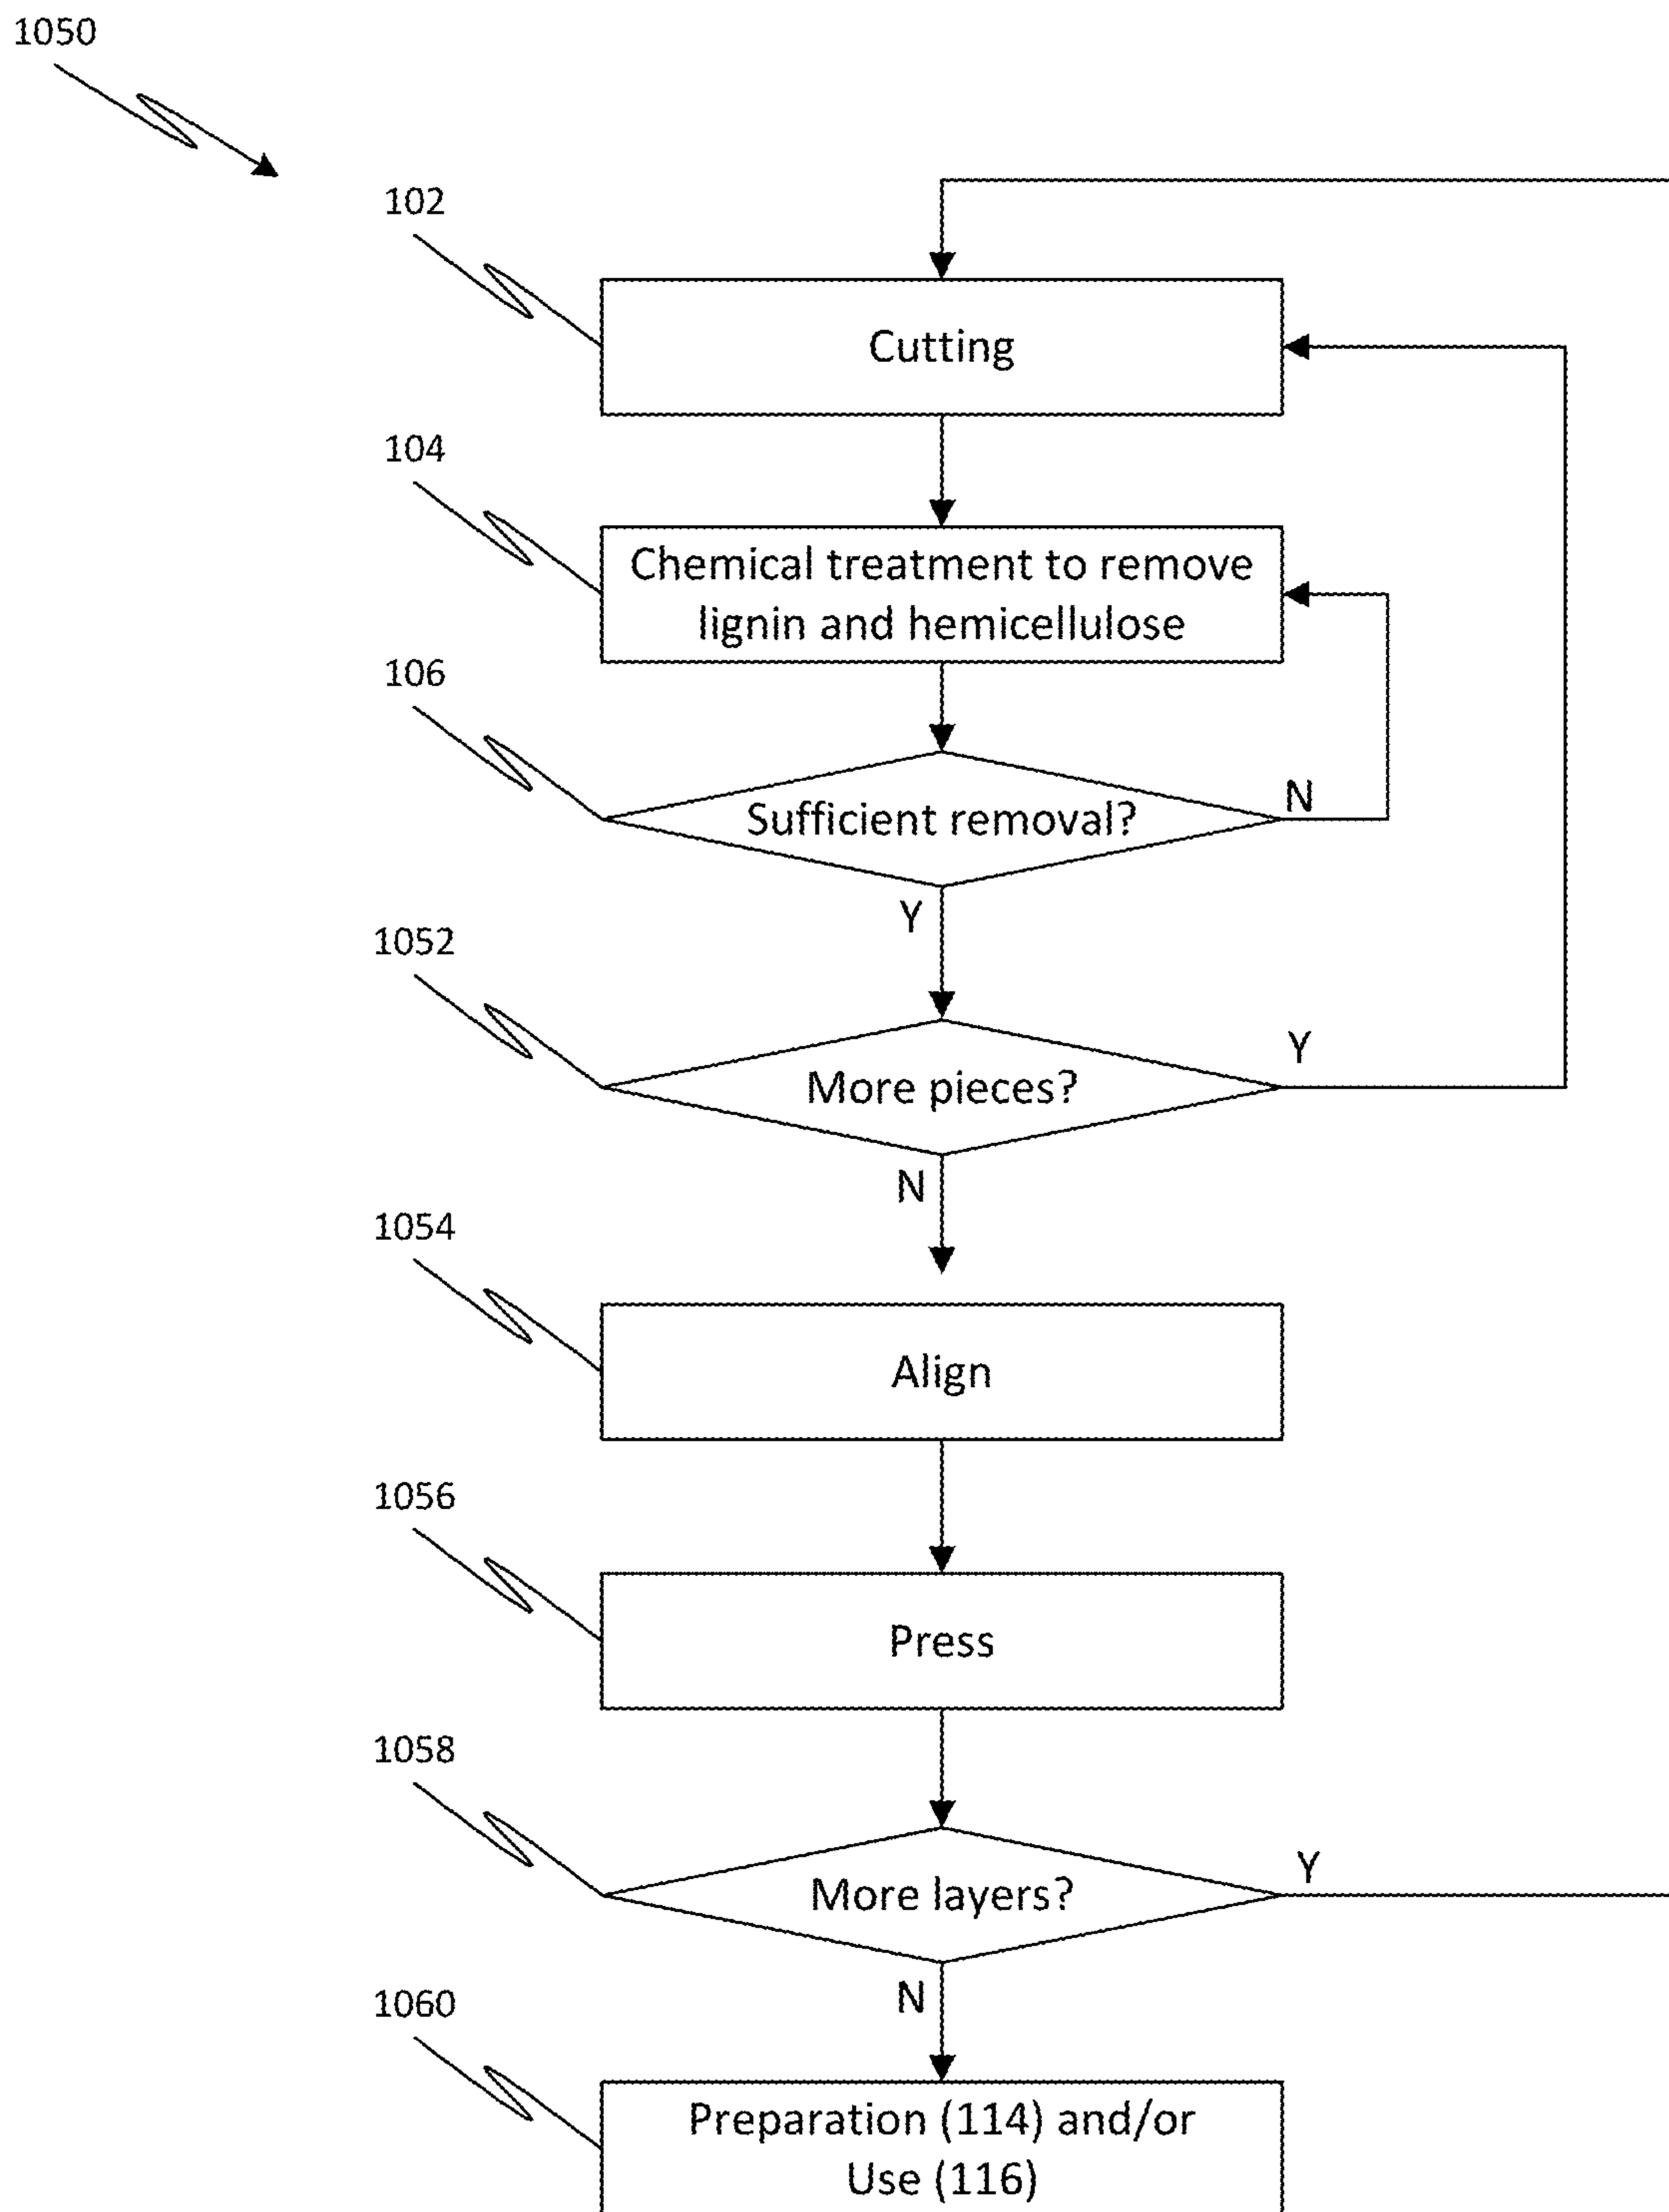 1050
102
Cutting
104
Chemical treatment to remove
lignin and hemicellulose
106
Sufficient removal?
N
Y
1052
More pieces?
Y
N
1054
Align
1056
Press
1058
More layers?
Y
N
1060
Preparation (114) and/or
Use (116)